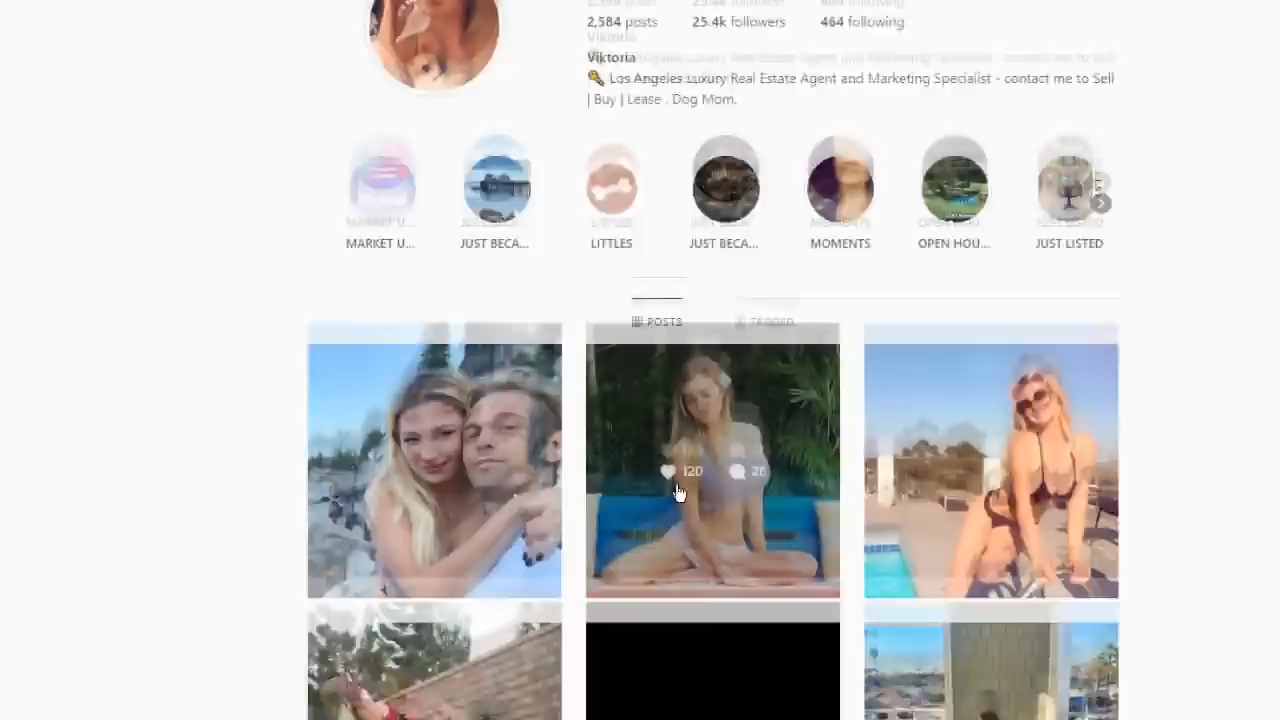 2,584 posts 25.4k followers 464 following
Viktoria
Los Angeles Luxury Real Estate Agent and Marketing Specialist - contact me to Sell
| Buy | Lease . Dog Mom.
MARKET U... JUST BECA... LITTLES JUST BECA... MOMENTS OPEN HOU... JUST LISTED
POSTS TAGGED
120